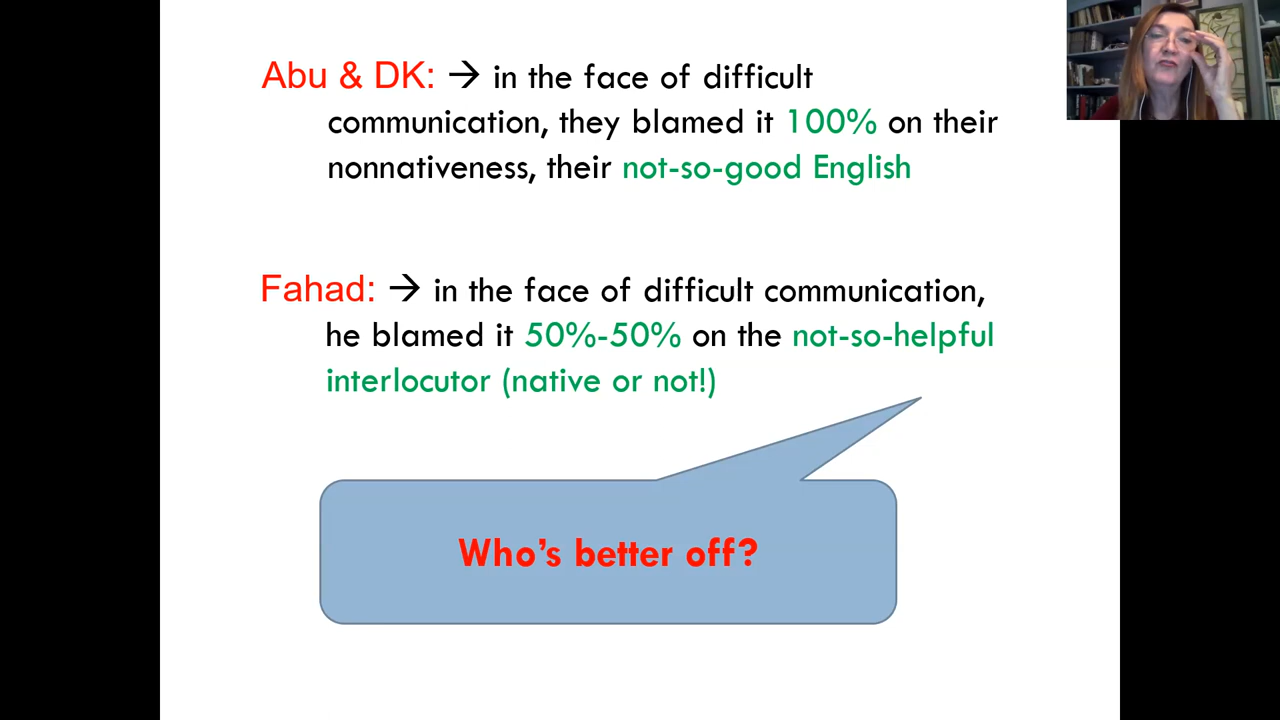 Abu & DK: → in the face of difficult
communication, they blamed it 100% on their
nonnativeness, their not-so-good English
Fahad: → in the face of difficult communication,
he blamed it 50%-50% on the not-so-helpful
interlocutor (native or not!)
Who's better off?